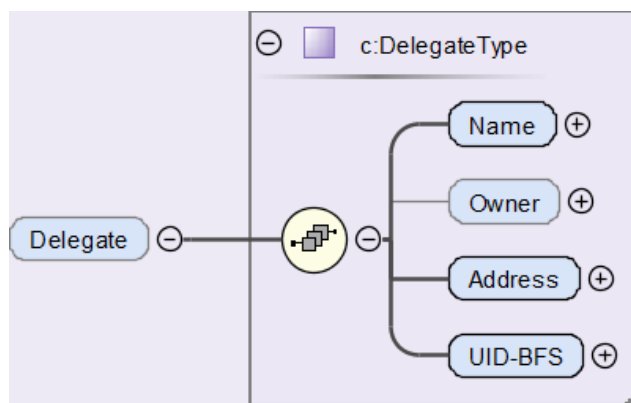 c:DelegateType
Name
Owner
Delegate
Address
UID-BFS